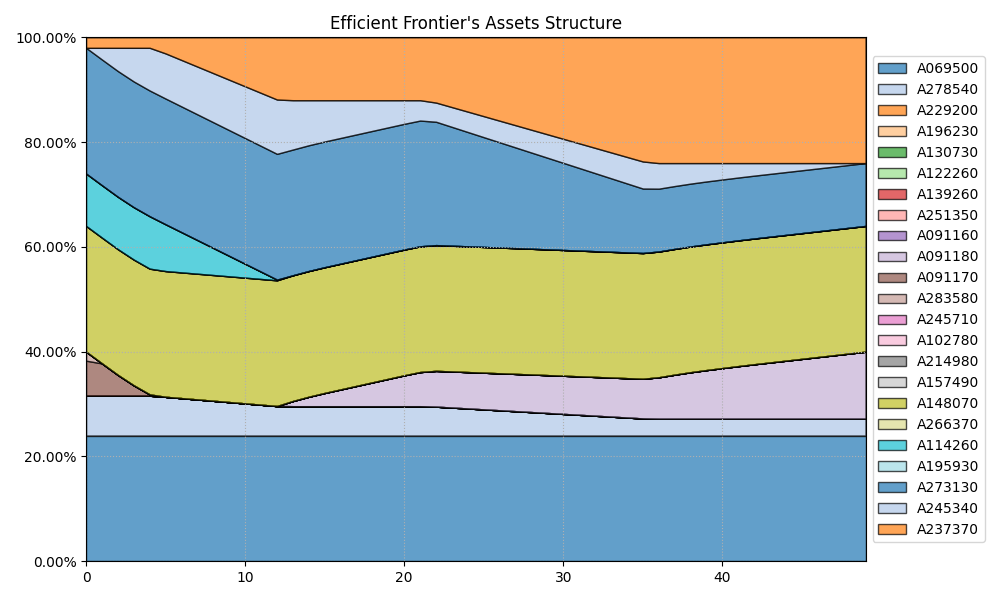 Efficient Frontier's Assets Structure
100.00%
80.00%
60.00%
40.00%
20.00%
0.00%
0
10
20
30
40
A069500
A278540
A229200
A196230
A130730
A122260
A139260
A251350
A091160
A091180
A091170
A283580
A245710
A102780
A214980
A157490
A148070
A266370
A114260
A195930
A273130
A245340
A237370